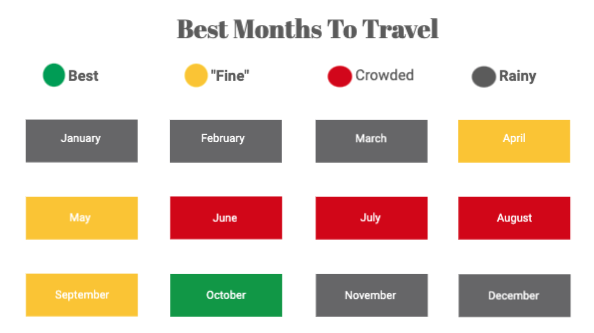 Best Months To Travel
Best "Fine" Crowded Rainy
January February March April
May June July August
September October November December